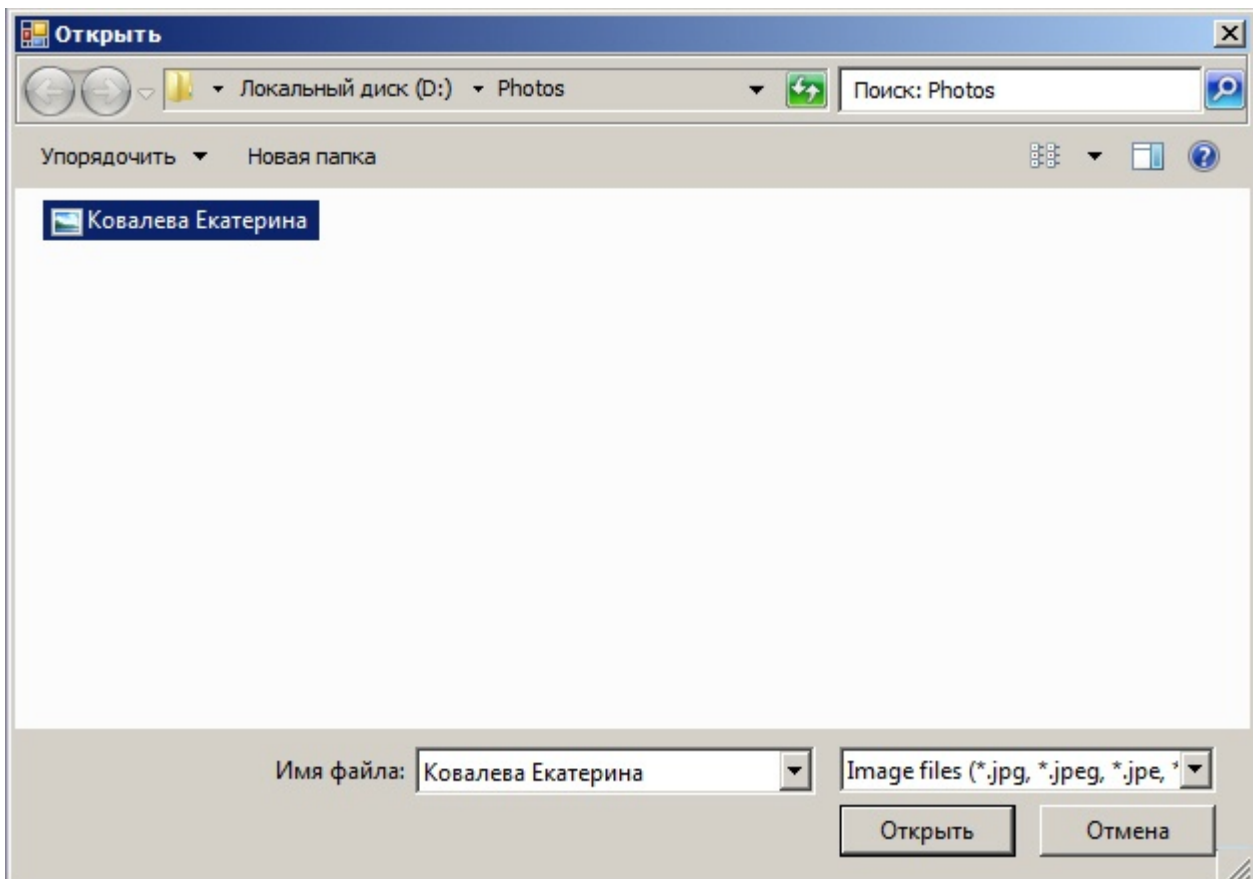 Открыть
Локальный диск (D:) Photos
Поиск: Photos
Упорядочить Новая папка
Ковалева Екатерина
Имя файла: Ковалева Екатерина
Image files (*.jpg, *.jpeg, *.jpe, *
Открыть Отмена